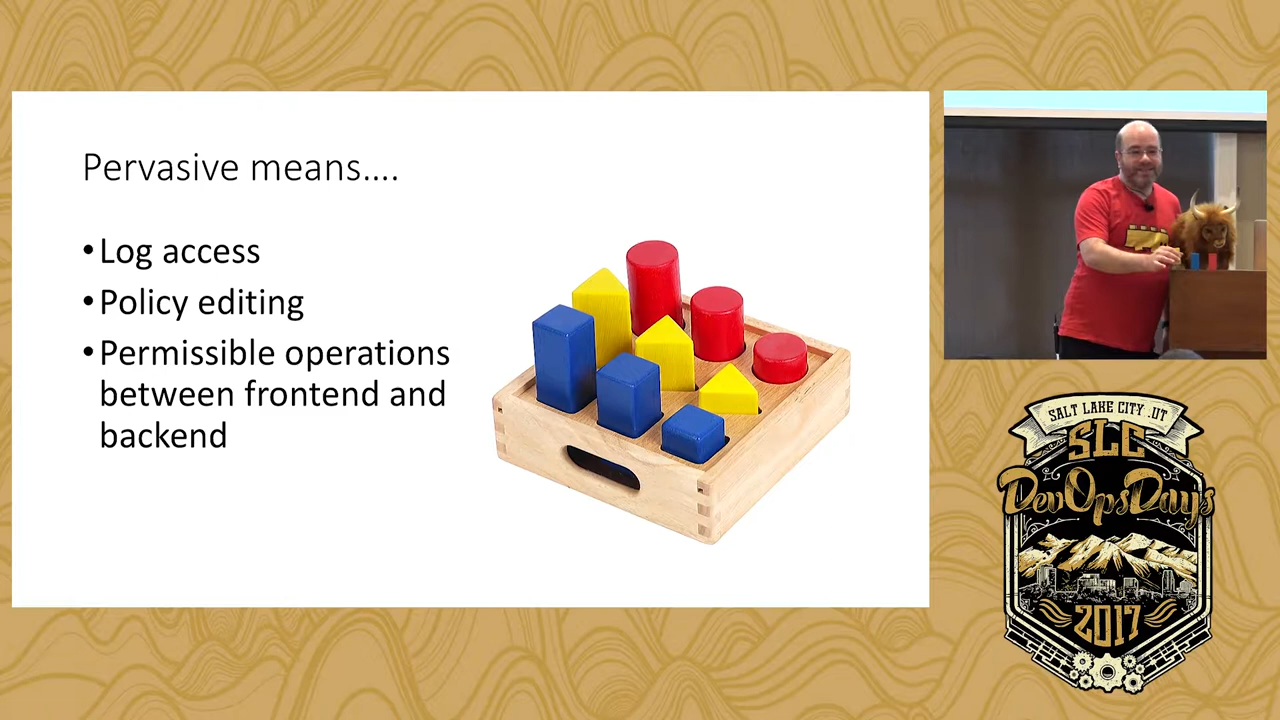 Pervasive means....
•Log access
•Policy editing
•Permissible operations
between frontend and
backend
SALT LAKE CITY .UT
SLC
DevOpsDays
2017